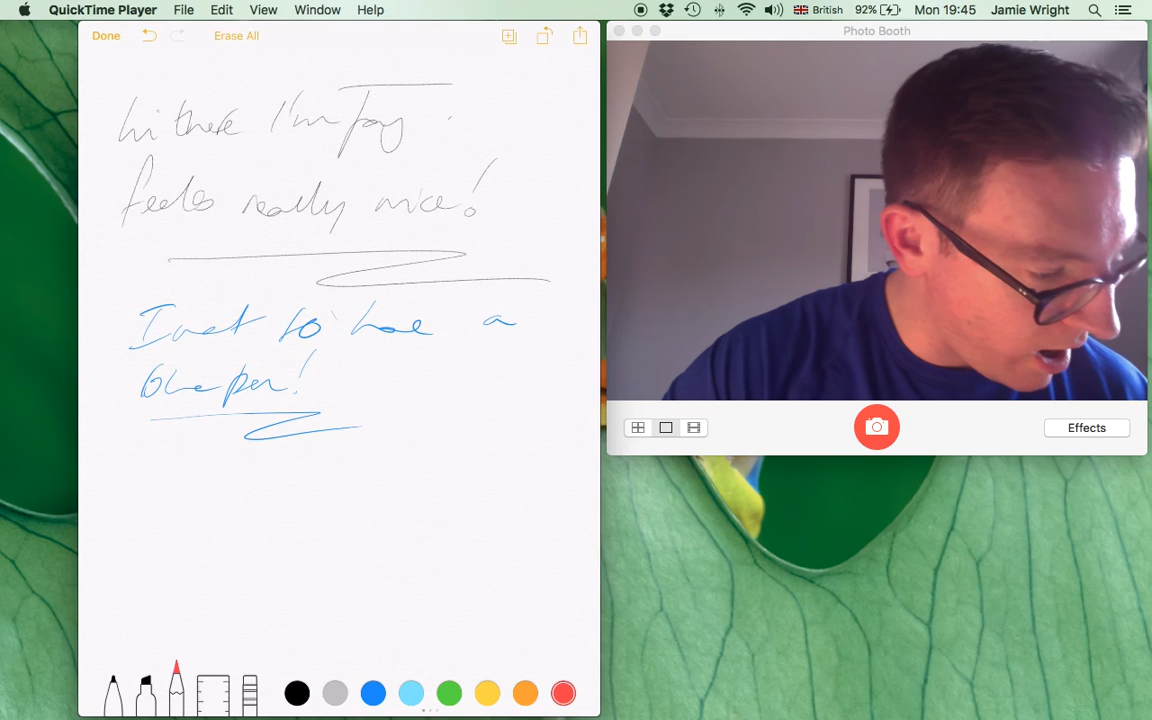 QuickTime Player File Edit View Window Help British 92% Mon 19:45 Jamie Wright
Done Erase All
Photo Booth
hi there I'm
feels really nice!
I to have a
pen!
Effects